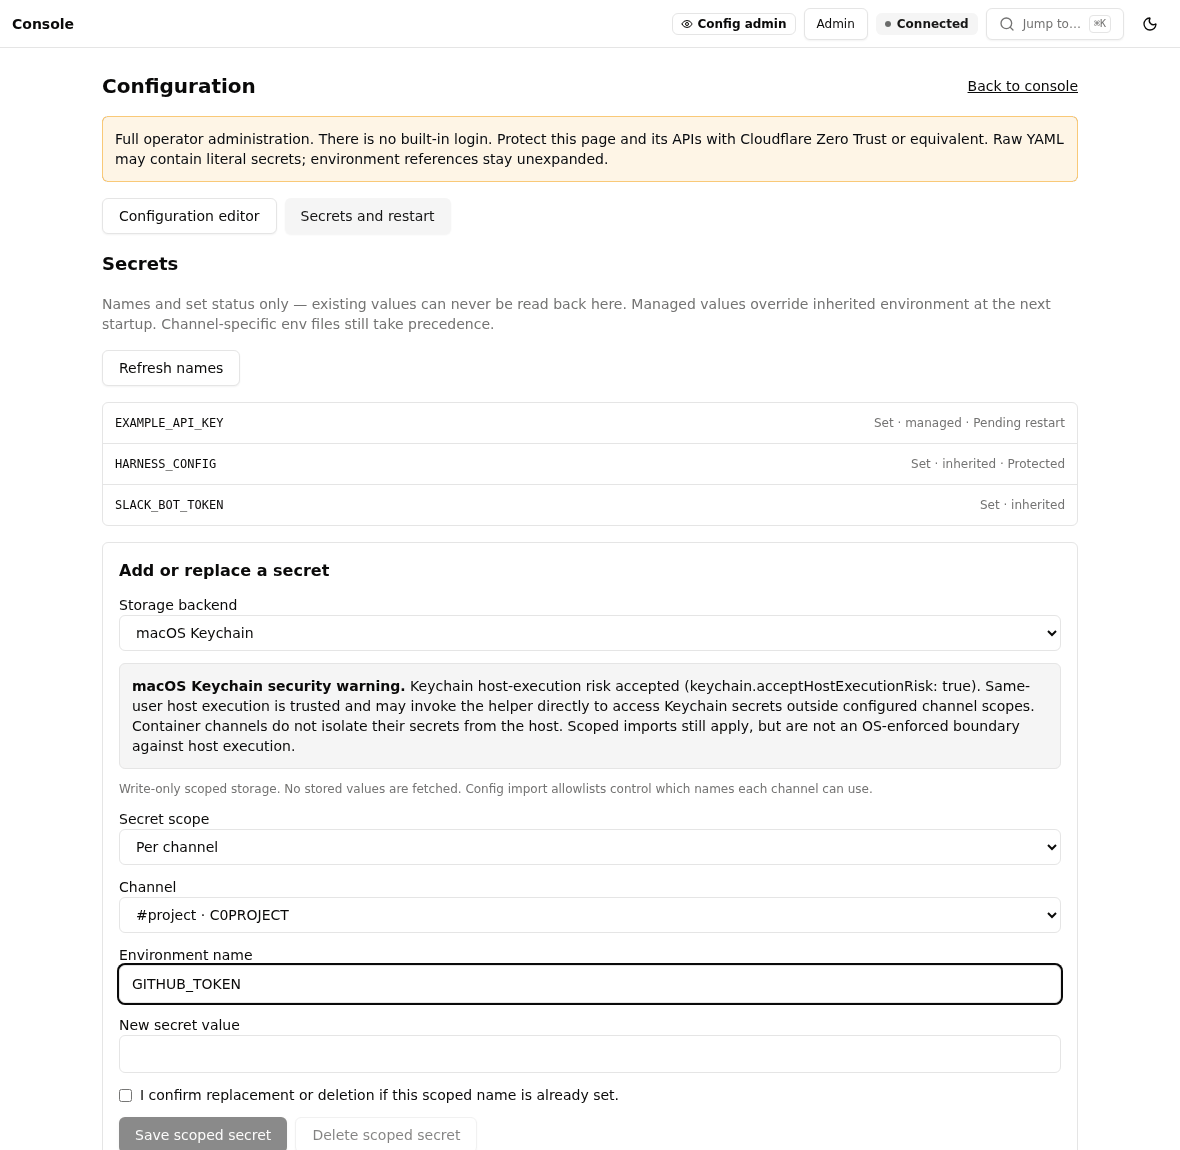 Console
Config admin
Admin
Connected
Jump to...
⌘K
Configuration
Back to console
Full operator administration. There is no built-in login. Protect this page and its APIs with Cloudflare Zero Trust or equivalent. Raw YAML
may contain literal secrets; environment references stay unexpanded.
Configuration editor
Secrets and restart
Secrets
Names and set status only — existing values can never be read back here. Managed values override inherited environment at the next
startup. Channel-specific env files still take precedence.
Refresh names
EXAMPLE_API_KEY
Set · managed · Pending restart
HARNESS_CONFIG
Set · inherited · Protected
SLACK_BOT_TOKEN
Set · inherited
Add or replace a secret
Storage backend
macOS Keychain
macOS Keychain security warning. Keychain host-execution risk accepted (keychain.acceptHostExecutionRisk: true). Same-
user host execution is trusted and may invoke the helper directly to access Keychain secrets outside configured channel scopes.
Container channels do not isolate their secrets from the host. Scoped imports still apply, but are not an OS-enforced boundary
against host execution.
Write-only scoped storage. No stored values are fetched. Config import allowlists control which names each channel can use.
Secret scope
Per channel
Channel
#project · C0PROJECT
Environment name
GITHUB_TOKEN
New secret value
I confirm replacement or deletion if this scoped name is already set.
Save scoped secret
Delete scoped secret